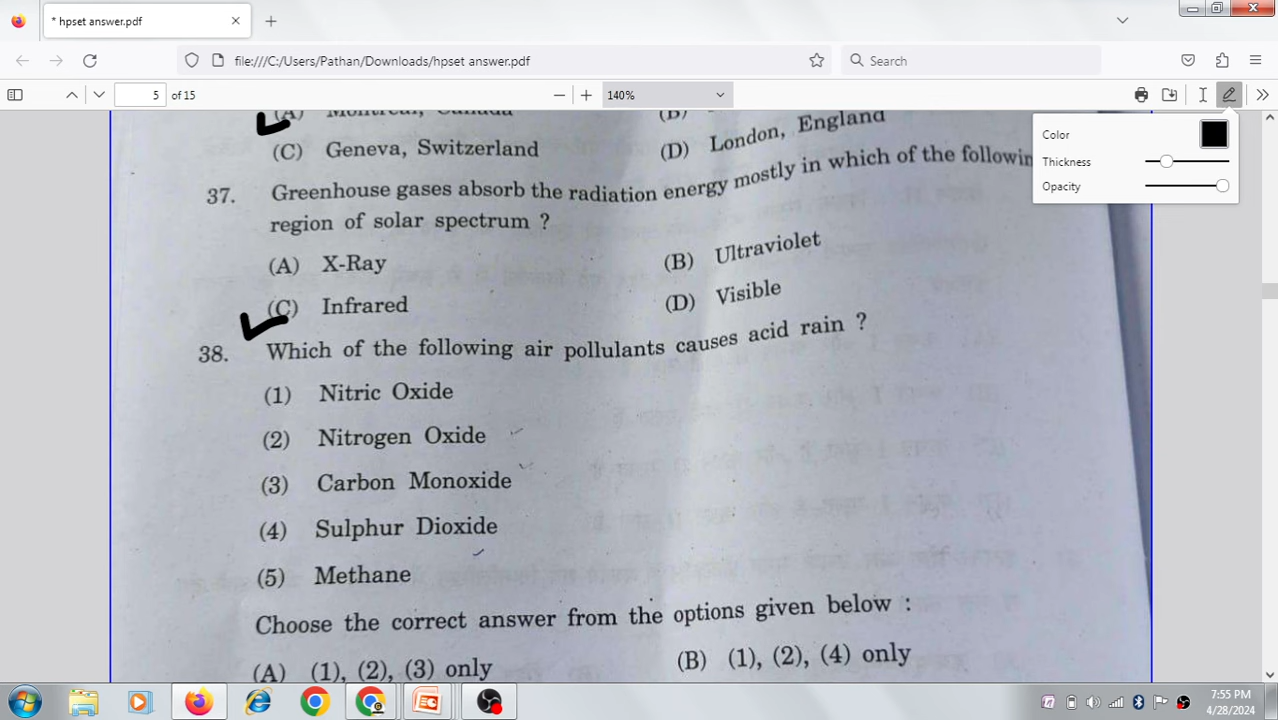 * hpset answer.pdf
file:///C:/Users/Pathan/Downloads/hpset answer.pdf
Search
5 of 15
140%
Color
Thickness
Opacity
(A) Montreal, Canada (B)
(C) Geneva, Switzerland (D) London, England
37. Greenhouse gases absorb the radiation energy mostly in which of the followin
region of solar spectrum ?
(A) X-Ray (B) Ultraviolet
(C) Infrared (D) Visible
38. Which of the following air pollulants causes acid rain ?
(1) Nitric Oxide
(2) Nitrogen Oxide
(3) Carbon Monoxide
(4) Sulphur Dioxide
(5) Methane
Choose the correct answer from the options given below :
(A) (1), (2), (3) only (B) (1), (2), (4) only
7:55 PM
4/28/2024